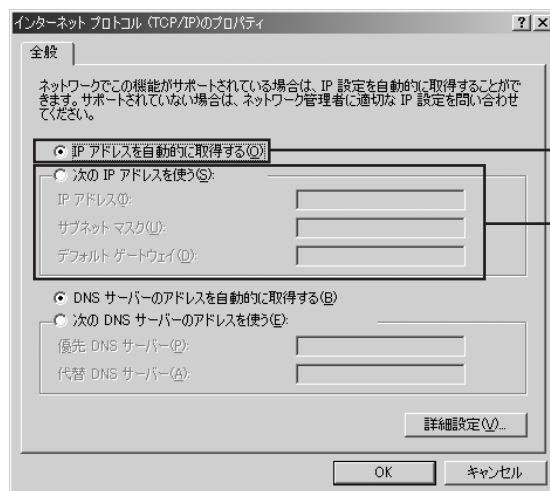 インターネット プロトコル (TCP/IP)のプロパティ
全般
ネットワークでこの機能がサポートされている場合は、IP 設定を自動的に取得することがで
きます。サポートされていない場合は、ネットワーク管理者に適切な IP 設定を問い合わせ
てください。
IP アドレスを自動的に取得する(O)
次の IP アドレスを使う(S):
IP アドレス(I):
サブネット マスク(U):
デフォルト ゲートウェイ(D):
DNS サーバーのアドレスを自動的に取得する(B)
次の DNS サーバーのアドレスを使う(E):
優先 DNS サーバー(P):
代替 DNS サーバー(A):
詳細設定(V)...
OK
キャンセル